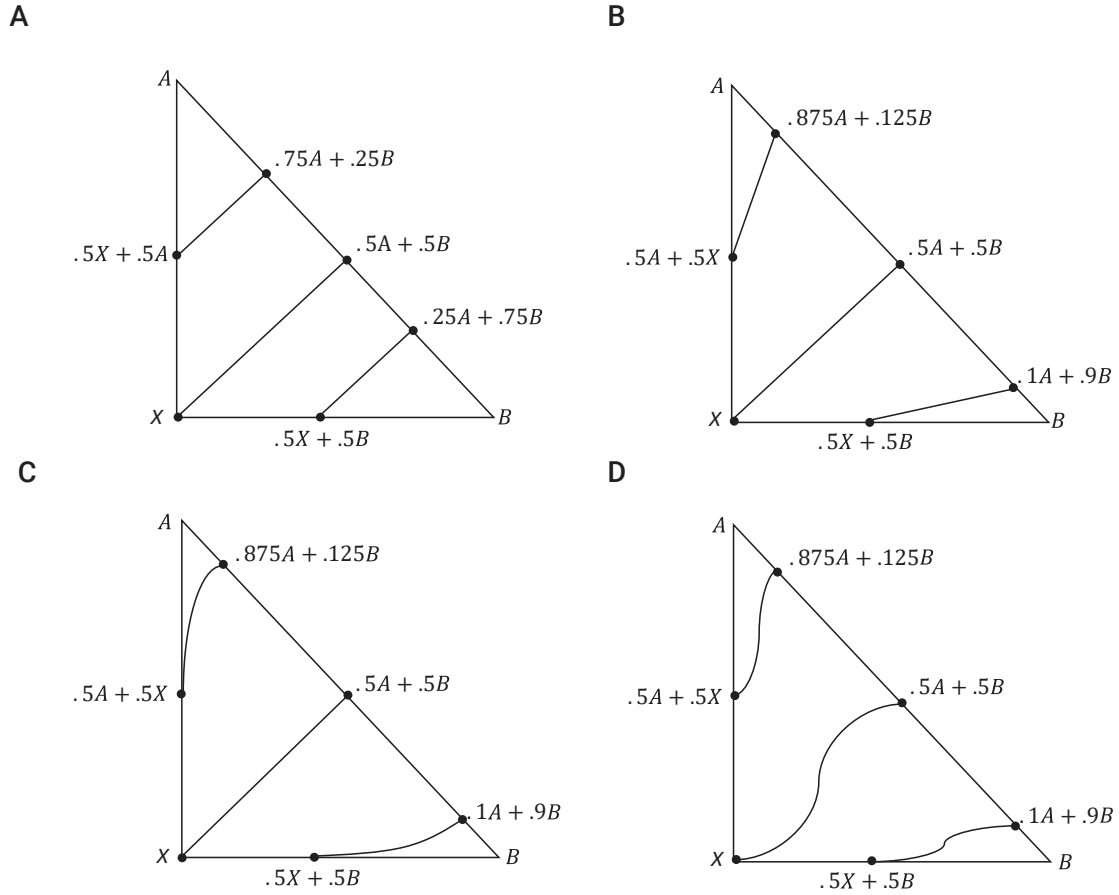 A
A
.75A + .25B
.5X + .5A
.5A + .5B
.25A + .75B
X
B
.5X + .5B
B
A
.875A + .125B
.5A + .5X
.5A + .5B
.1A + .9B
X
B
.5X + .5B
C
A
.875A + .125B
.5A + .5X
.5A + .5B
.1A + .9B
X
B
.5X + .5B
D
A
.875A + .125B
.5A + .5X
.5A + .5B
.1A + .9B
X
B
.5X + .5B